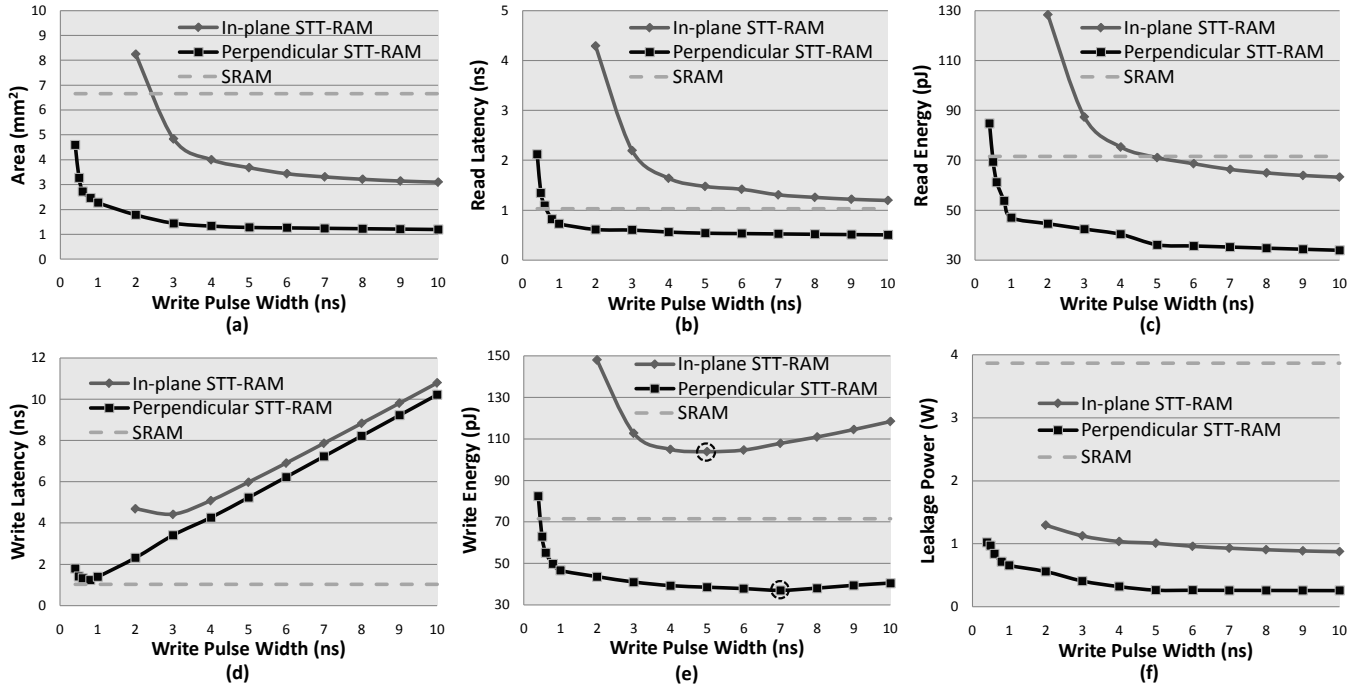 10
9
8
7
6
5
4
3
2
1
0
Area (mm²)
In-plane STT-RAM
Perpendicular STT-RAM
SRAM
0 1 2 3 4 5 6 7 8 9 10
Write Pulse Width (ns)
(a)
5
4
3
2
1
0
Read Latency (ns)
In-plane STT-RAM
Perpendicular STT-RAM
SRAM
0 1 2 3 4 5 6 7 8 9 10
Write Pulse Width (ns)
(b)
130
110
90
70
50
30
Read Energy (pJ)
In-plane STT-RAM
Perpendicular STT-RAM
SRAM
0 1 2 3 4 5 6 7 8 9 10
Write Pulse Width (ns)
(c)
12
10
8
6
4
2
0
Write Latency (ns)
In-plane STT-RAM
Perpendicular STT-RAM
SRAM
0 1 2 3 4 5 6 7 8 9 10
Write Pulse Width (ns)
(d)
150
130
110
90
70
50
30
Write Energy (pJ)
In-plane STT-RAM
Perpendicular STT-RAM
SRAM
0 1 2 3 4 5 6 7 8 9 10
Write Pulse Width (ns)
(e)
4
3
2
1
0
Leakage Power (W)
In-plane STT-RAM
Perpendicular STT-RAM
SRAM
0 1 2 3 4 5 6 7 8 9 10
Write Pulse Width (ns)
(f)